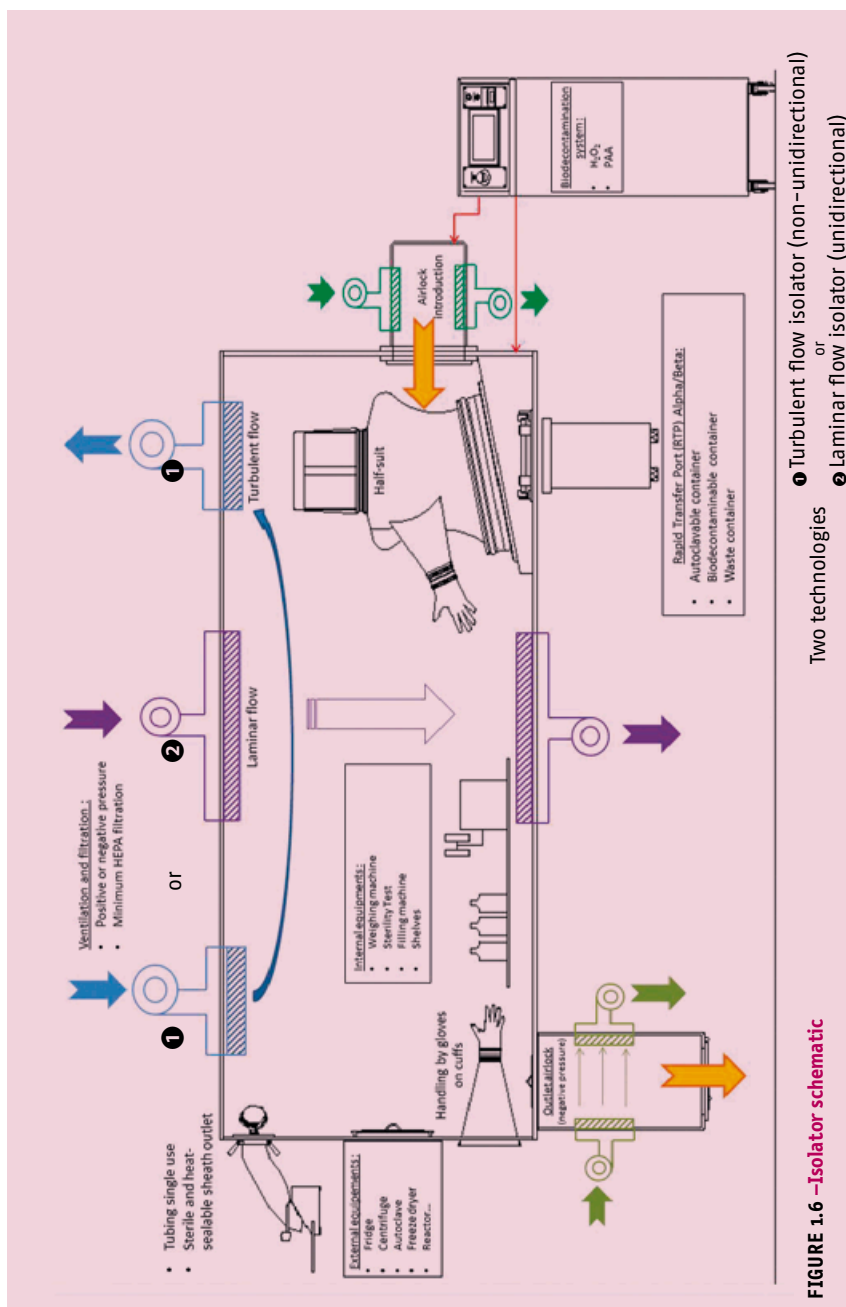 • Tubing single use
• Sterile and heat-
sealable sheath outlet
Ventilation and filtration :
• Positive or negative pressure
• Minimum HEPA filtration
❶
or
❷
❶
Laminar flow
Turbulent flow
External equipements :
• Fridge
• Centrifuge
• Autoclave
• Freeze dryer
• Reactor...
Handling by gloves
on cuffs
Internal equipments :
• Weighing machine
• Sterility Test
• Filling machine
• Shelves
Half-suit
Airlock
introduction
Biodecontamination
system :
• H₂O₂
• PAA
Outlet airlock
(negative pressure)
Rapid Transfer Port (RTP) Alpha/Beta:
• Autoclavable container
• Biodecontaminable container
• Waste container
Two technologies
❶ Turbulent flow isolator (non-unidirectional)
or
❷ Laminar flow isolator (unidirectional)
FIGURE 1.6 –Isolator schematic